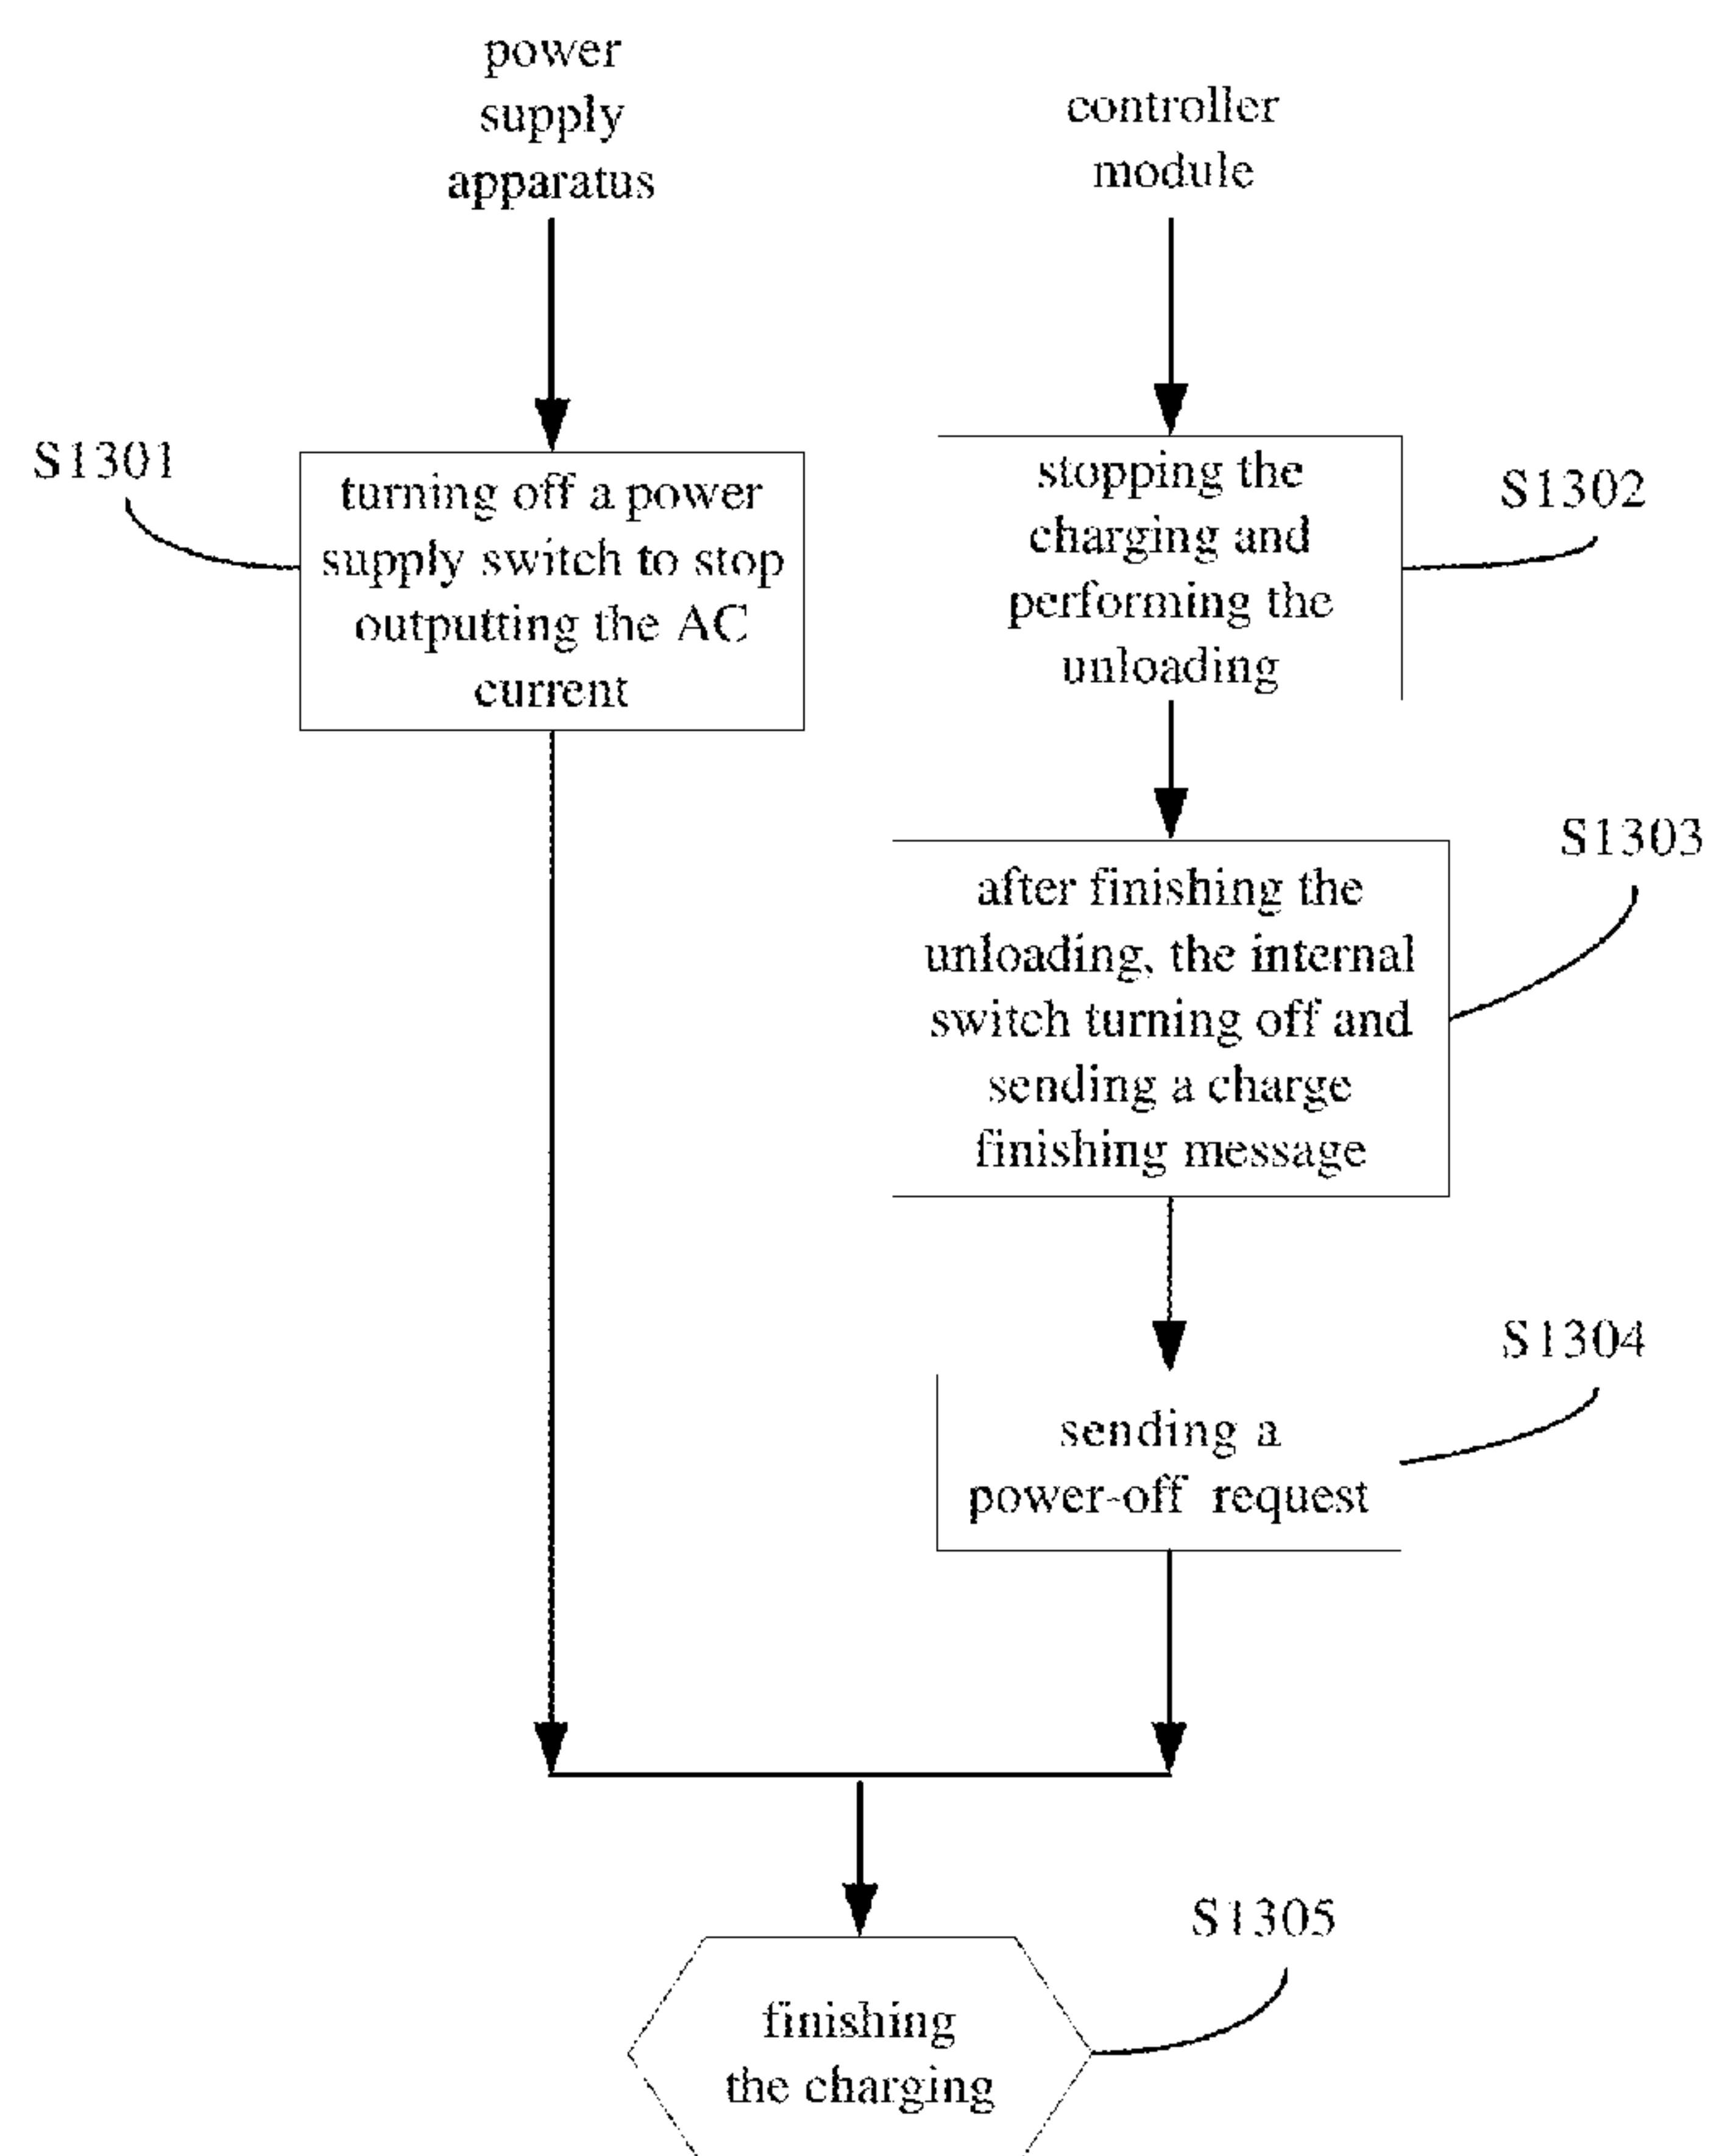 power
supply
apparatus
controller
module
S1301
turning off a power
supply switch to stop
outputting the AC
current
stopping the
charging and
performing the
unloading
S1302
after finishing the
unloading, the internal
switch turning off and
sending a charge
finishing message
S1303
sending a
power-off request
S1304
finishing
the charging
S1305